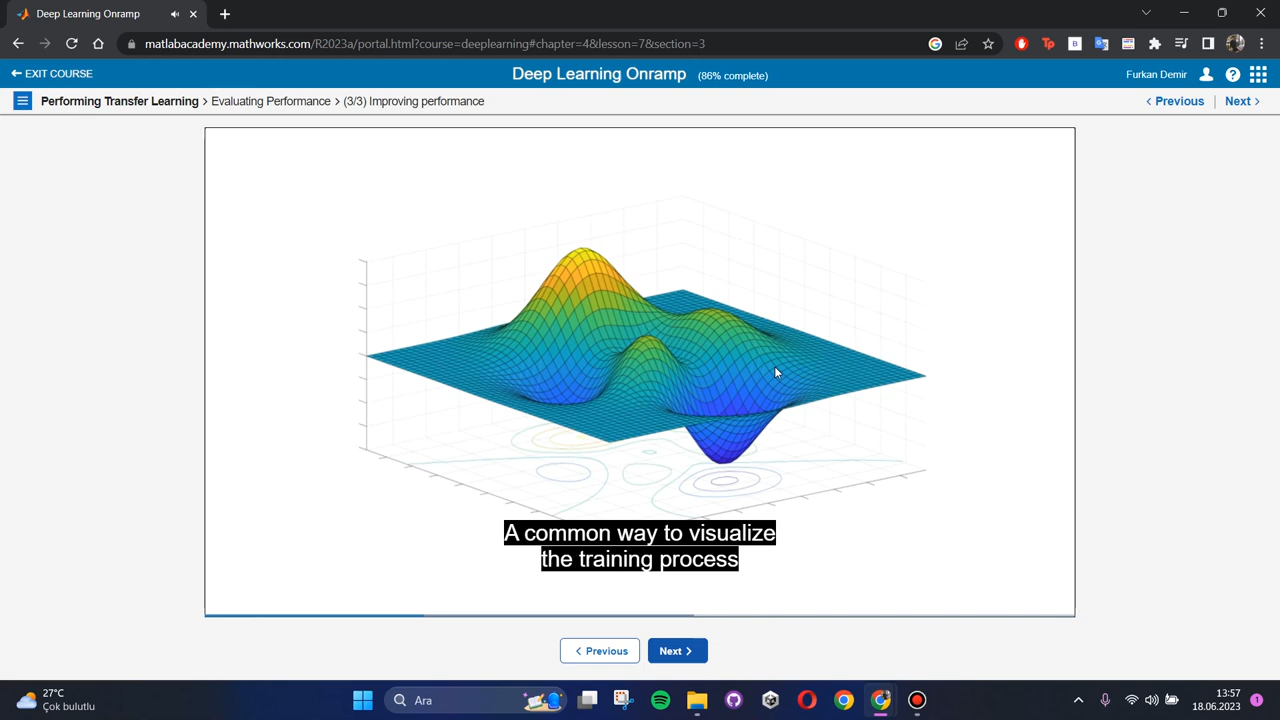 Deep Learning Onramp
matlabacademy.mathworks.com/R2023a/portal.html?course=deeplearning#chapter=4&lesson=7&section=3
EXIT COURSE
Deep Learning Onramp (86% complete)
Furkan Demir
Performing Transfer Learning > Evaluating Performance > (3/3) Improving performance
Previous
Next
A common way to visualize
the training process
Previous
Next
27°C
Çok bulutlu
Ara
13:57
18.06.2023
1